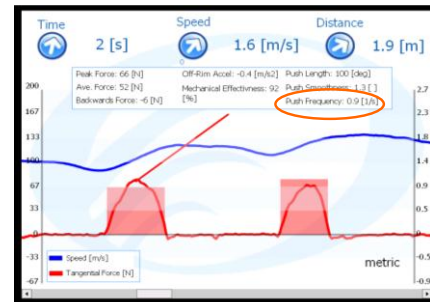 Time Speed Distance
2 [s] 1.6 [m/s] 1.9 [m]
0
Peak Force: 66 [N] Off-Rim Accel: -0.4 [m/s2] Push Length: 100 [deg]
Ave. Force: 52 [N] Mechanical Effectivness: 92 Push Smoothness: 1.3 [ ]
Backwards Force: -6 [N] [%] Push Frequency: 0.9 [1/s]
200 2.7
167 2.3
133 1.8
100 1.4
67 0.9
33 0.5
0 0.0
-33 -0.5
-67 -0.9
Speed [m/s]
Tangential Force [N]
metric